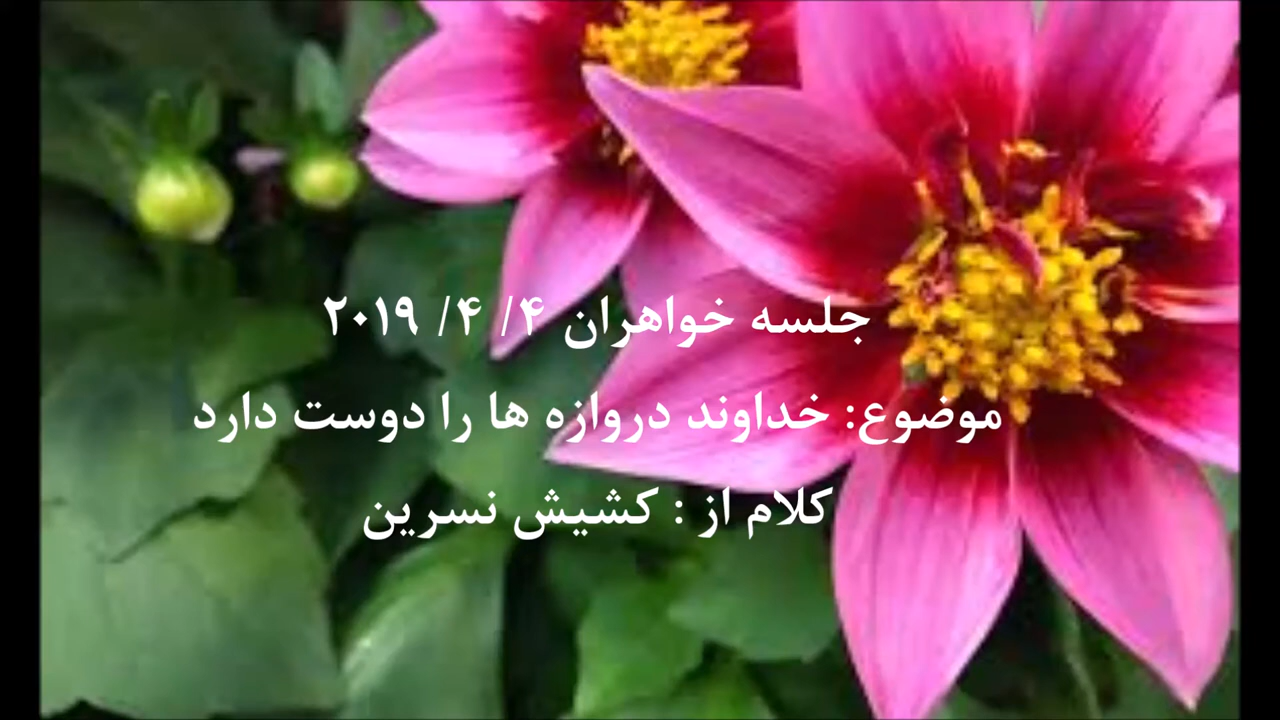 جلسه خواهران ۴/ ۴/ ۲۰۱۹
موضوع: خداوند دروازه ها را دوست دارد
کلام از : کشیش نسرین